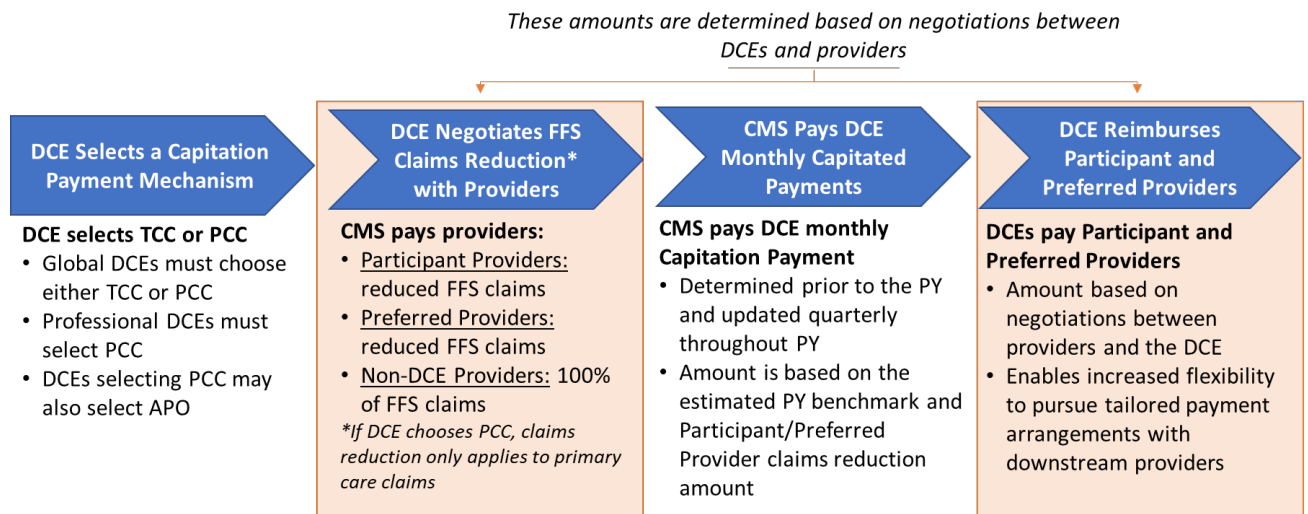 These amounts are determined based on negotiations between
DCEs and providers
DCE Selects a Capitation
Payment Mechanism
DCE selects TCC or PCC
• Global DCEs must choose
either TCC or PCC
• Professional DCEs must
select PCC
• DCEs selecting PCC may
also select APO
DCE Negotiates FFS
Claims Reduction*
with Providers
CMS pays providers:
• Participant Providers:
reduced FFS claims
• Preferred Providers:
reduced FFS claims
• Non-DCE Providers: 100%
of FFS claims
*If DCE chooses PCC, claims
reduction only applies to primary
care claims
CMS Pays DCE
Monthly Capitated
Payments
CMS pays DCE monthly
Capitation Payment
• Determined prior to the PY
and updated quarterly
throughout PY
• Amount is based on the
estimated PY benchmark and
Participant/Preferred
Provider claims reduction
amount
DCE Reimburses
Participant and
Preferred Providers
DCEs pay Participant and
Preferred Providers
• Amount based on
negotiations between
providers and the DCE
• Enables increased flexibility
to pursue tailored payment
arrangements with
downstream providers